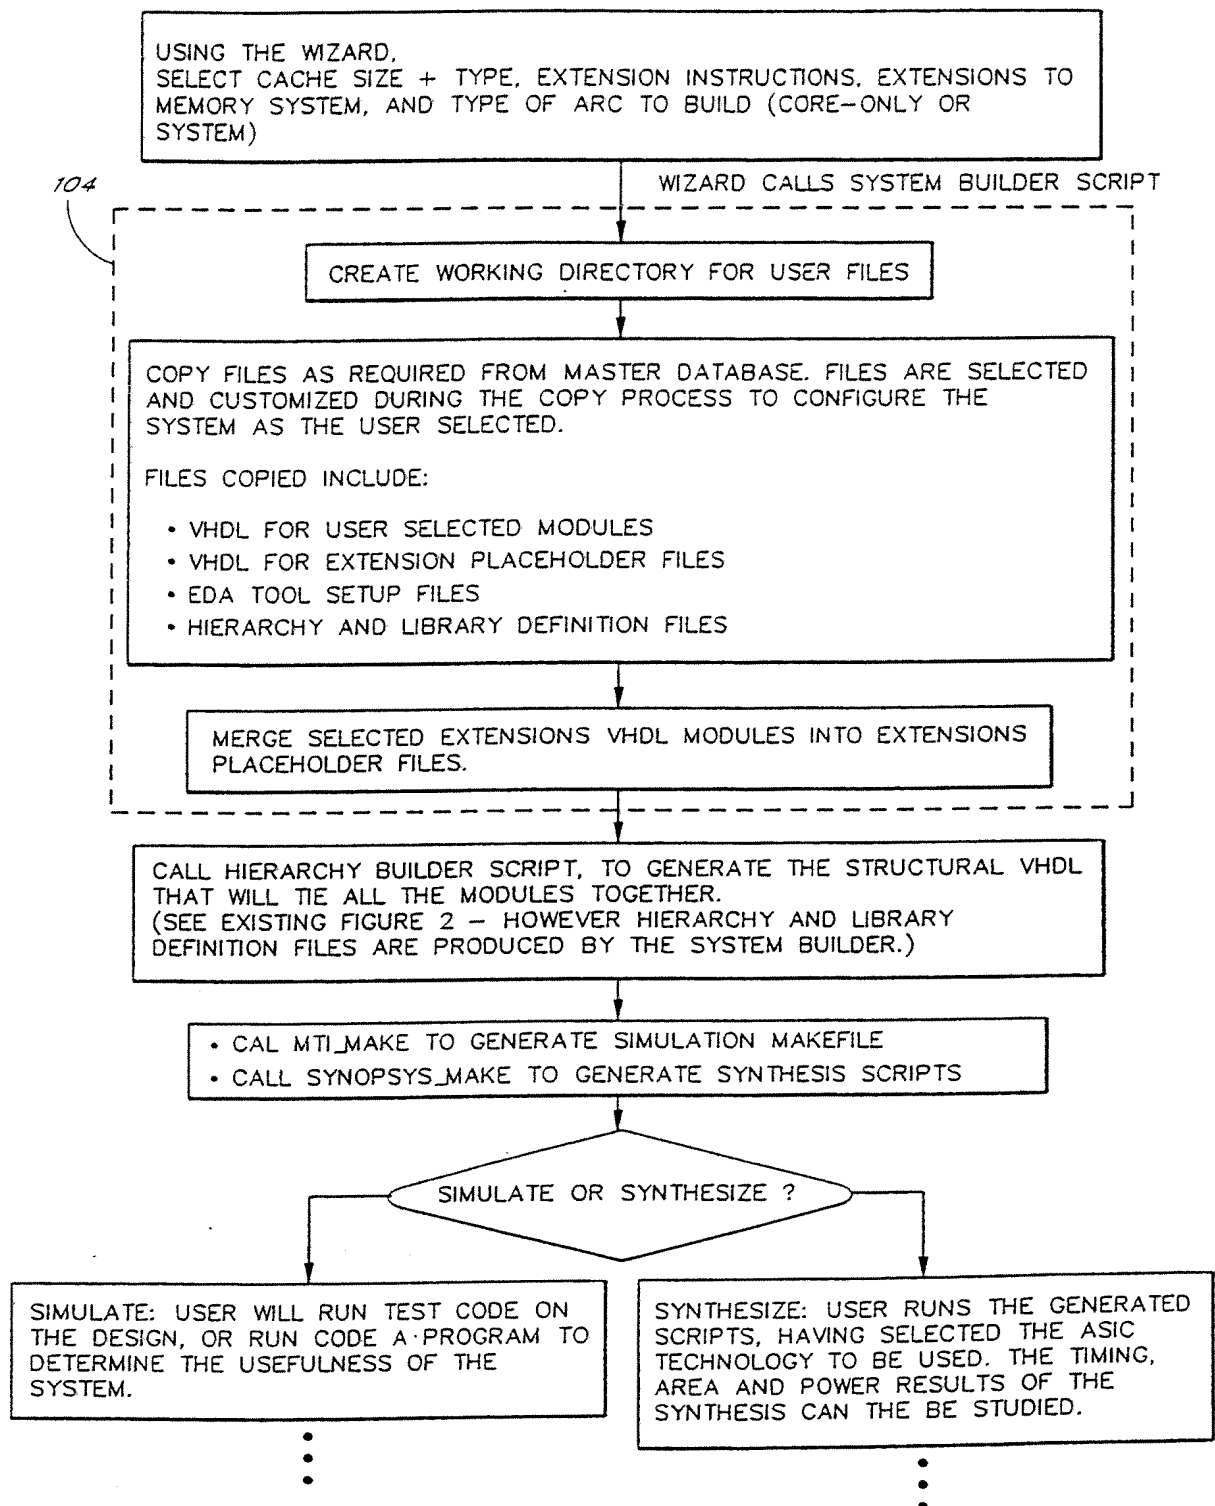 USING THE WIZARD,
SELECT CACHE SIZE + TYPE, EXTENSION INSTRUCTIONS, EXTENSIONS TO
MEMORY SYSTEM, AND TYPE OF ARC TO BUILD (CORE-ONLY OR
SYSTEM)
104
WIZARD CALLS SYSTEM BUILDER SCRIPT
CREATE WORKING DIRECTORY FOR USER FILES
COPY FILES AS REQUIRED FROM MASTER DATABASE. FILES ARE SELECTED
AND CUSTOMIZED DURING THE COPY PROCESS TO CONFIGURE THE
SYSTEM AS THE USER SELECTED.
FILES COPIED INCLUDE:
• VHDL FOR USER SELECTED MODULES
• VHDL FOR EXTENSION PLACEHOLDER FILES
• EDA TOOL SETUP FILES
• HIERARCHY AND LIBRARY DEFINITION FILES
MERGE SELECTED EXTENSIONS VHDL MODULES INTO EXTENSIONS
PLACEHOLDER FILES.
CALL HIERARCHY BUILDER SCRIPT, TO GENERATE THE STRUCTURAL VHDL
THAT WILL TIE ALL THE MODULES TOGETHER.
(SEE EXISTING FIGURE 2 – HOWEVER HIERARCHY AND LIBRARY
DEFINITION FILES ARE PRODUCED BY THE SYSTEM BUILDER.)
• CAL MTI_MAKE TO GENERATE SIMULATION MAKEFILE
• CALL SYNOPSYS_MAKE TO GENERATE SYNTHESIS SCRIPTS
SIMULATE OR SYNTHESIZE ?
SIMULATE: USER WILL RUN TEST CODE ON
THE DESIGN, OR RUN CODE A PROGRAM TO
DETERMINE THE USEFULNESS OF THE
SYSTEM.
SYNTHESIZE: USER RUNS THE GENERATED
SCRIPTS, HAVING SELECTED THE ASIC
TECHNOLOGY TO BE USED. THE TIMING,
AREA AND POWER RESULTS OF THE
SYNTHESIS CAN THE BE STUDIED.